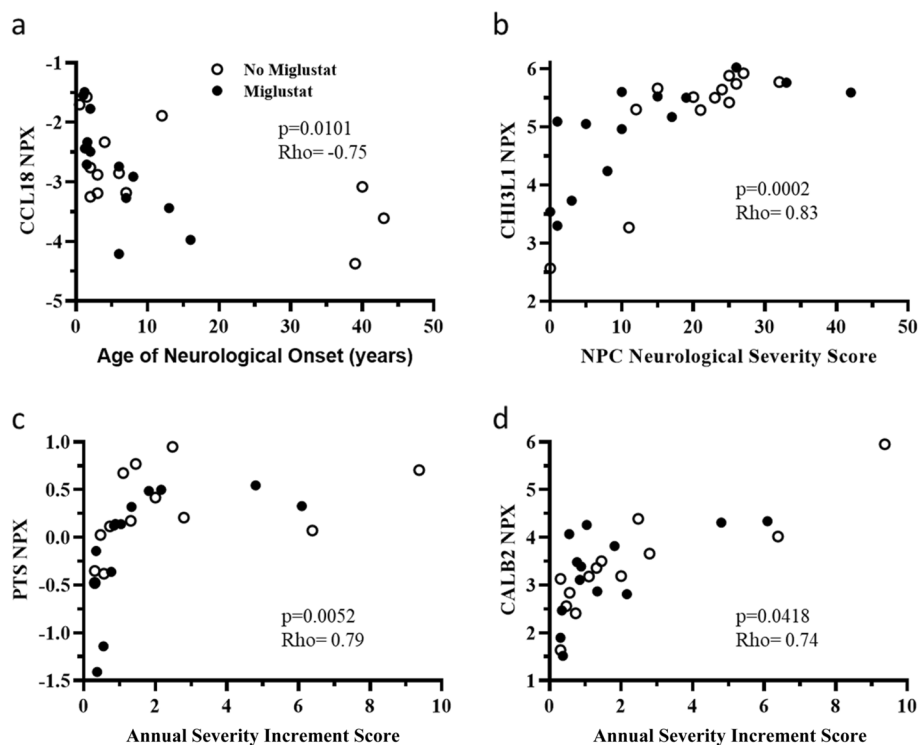 a
-1
-2
-3
-4
-5
CCL18 NPX
No Miglustat
Miglustat
p=0.0101
Rho= -0.75
0 10 20 30 40 50
Age of Neurological Onset (years)
b
6
5
4
3
2
CHI3L1 NPX
p=0.0002
Rho= 0.83
0 10 20 30 40 50
NPC Neurological Severity Score
c
1.0
0.5
0.0
-0.5
-1.0
-1.5
PTS NPX
p=0.0052
Rho= 0.79
0 2 4 6 8 10
Annual Severity Increment Score
d
6
5
4
3
2
1
CALB2 NPX
p=0.0418
Rho= 0.74
0 2 4 6 8 10
Annual Severity Increment Score